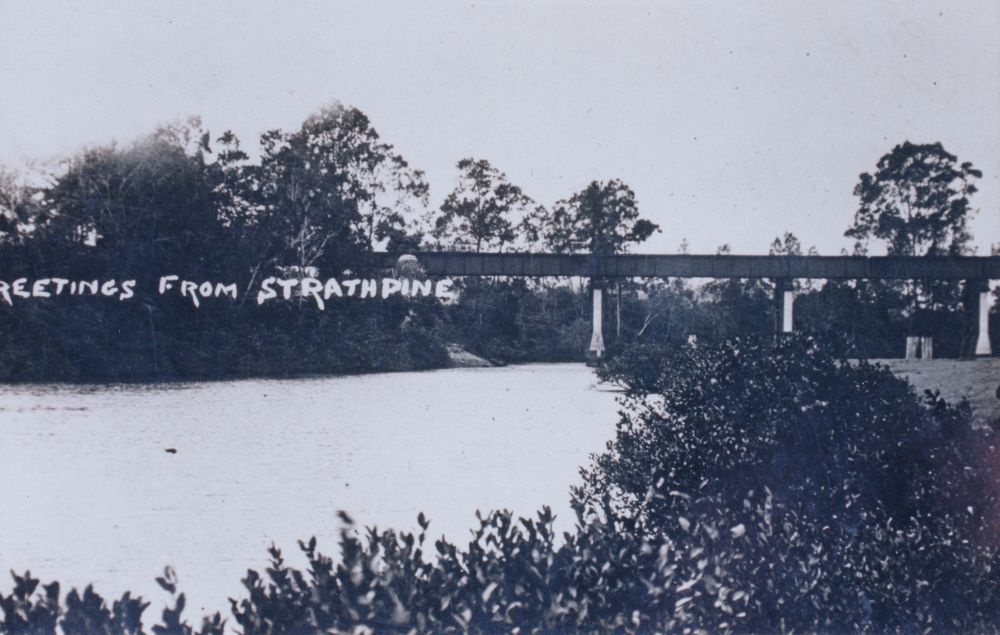 REETINGS FROM STRATHPINE